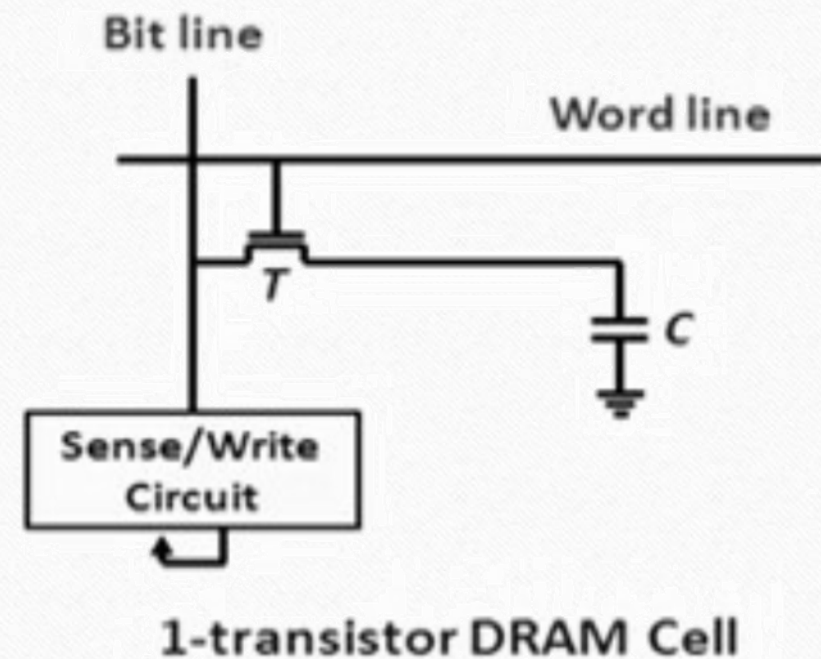 Bit line
Word line
T
C
Sense/Write
Circuit
1-transistor DRAM Cell